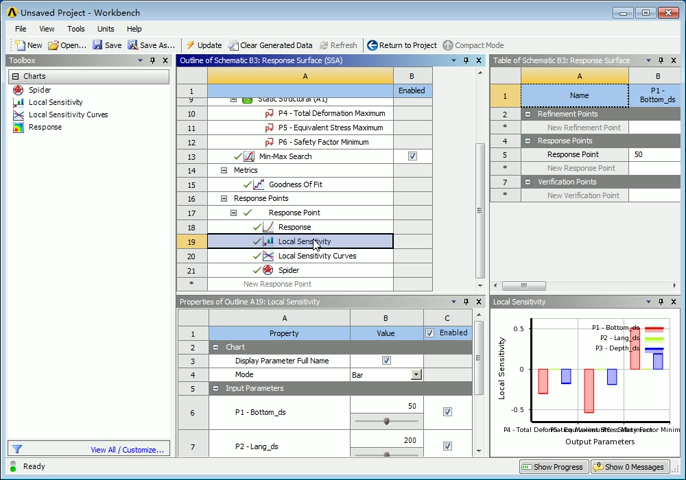 Unsaved Project - Workbench
File View Tools Units Help
New Open... Save Save As... Update Clear Generated Data Refresh Return to Project Compact Mode
Toolbox
Charts
Spider
Local Sensitivity
Local Sensitivity Curves
Response
View All / Customize...
Outline of Schematic B3: Response Surface (SSA)
A B
1 Enabled
9 Static Structural (A1)
10 P4 - Total Deformation Maximum
11 P5 - Equivalent Stress Maximum
12 P6 - Safety Factor Minimum
13 Min-Max Search
14 Metrics
15 Goodness Of Fit
16 Response Points
17 Response Point
18 Response
19 Local Sensitivity
20 Local Sensitivity Curves
21 Spider
* New Response Point
Table of Schematic B3: Response Surface
A B
1 Name P1 - Bottom_ds
2 Refinement Points
* New Refinement Point
4 Response Points
5 Response Point 50
* New Response Point
7 Verification Points
* New Verification Point
Properties of Outline A19: Local Sensitivity
A B C
1 Property Value Enabled
2 Chart
3 Display Parameter Full Name
4 Mode Bar
5 Input Parameters
6 P1 - Bottom_ds 50
7 P2 - Lang_ds 200
Local Sensitivity
P1 - Bottom_ds
P2 - Lang_ds
P3 - Depth_ds
0.5
0
-0.5
Local Sensitivity
P4 - Total Defor
Factor Minim
Output Parameters
Ready
Show Progress Show 0 Messages